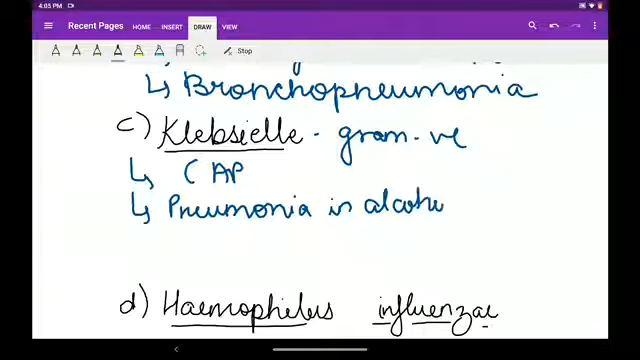 4:05 PM
Recent Pages HOME INSERT DRAW VIEW
Stop
↳ Bronchopneumonia
c) Klebsielle - gram -ve
↳ CAP
↳ Pneumonia in alcoho
d) Haemophilus influenzae